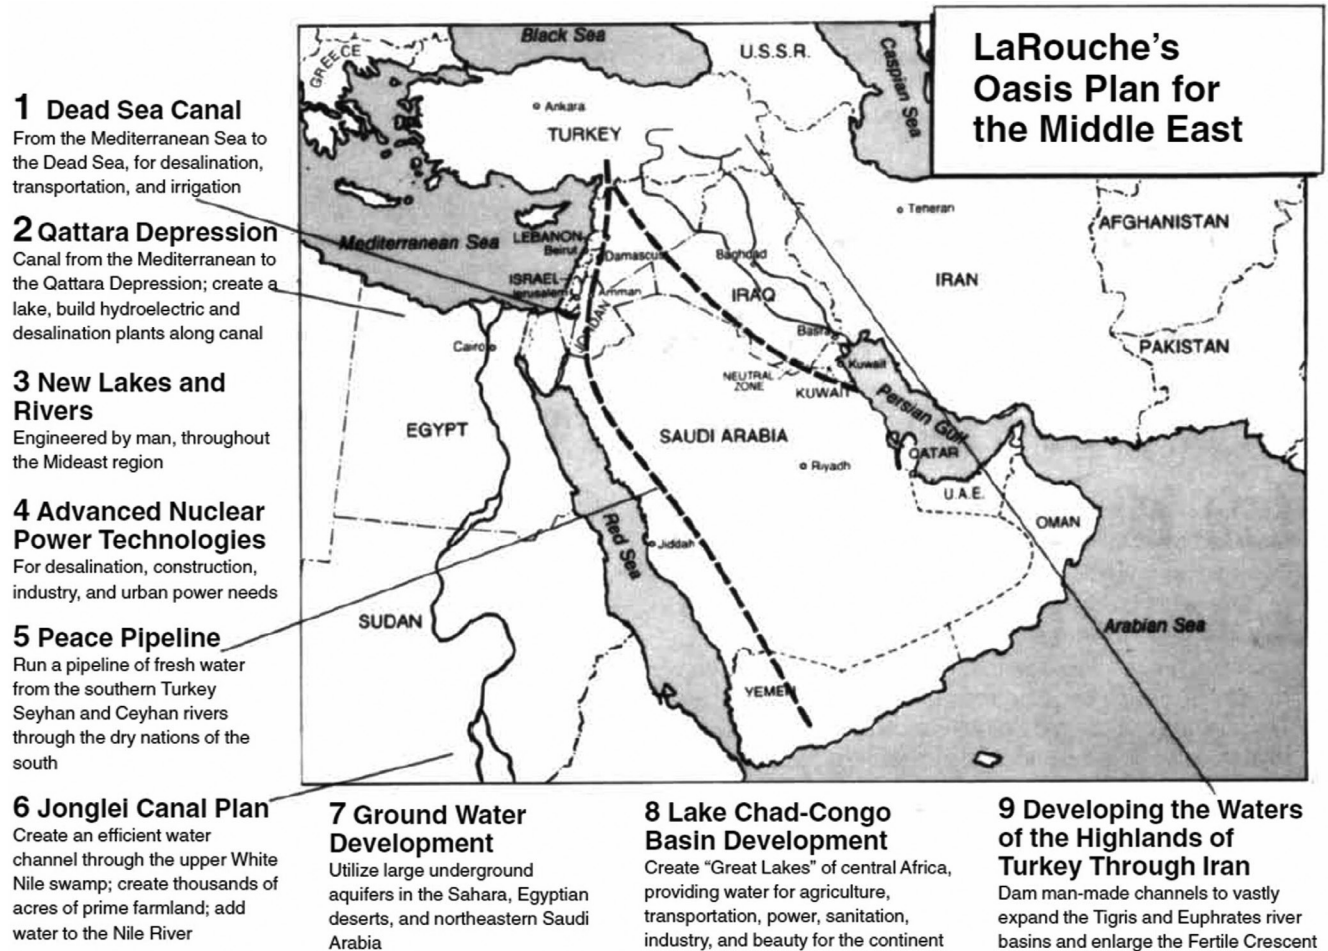 LaRouche's
Oasis Plan for
the Middle East
1 Dead Sea Canal
From the Mediterranean Sea to
the Dead Sea, for desalination,
transportation, and irrigation
2 Qattara Depression
Canal from the Mediterranean to
the Qattara Depression; create a
lake, build hydroelectric and
desalination plants along canal
3 New Lakes and
Rivers
Engineered by man, throughout
the Mideast region
4 Advanced Nuclear
Power Technologies
For desalination, construction,
industry, and urban power needs
5 Peace Pipeline
Run a pipeline of fresh water
from the southern Turkey
Seyhan and Ceyhan rivers
through the dry nations of the
south
6 Jonglei Canal Plan
Create an efficient water
channel through the upper White
Nile swamp; create thousands of
acres of prime farmland; add
water to the Nile River
7 Ground Water
Development
Utilize large underground
aquifers in the Sahara, Egyptian
deserts, and northeastern Saudi
Arabia
8 Lake Chad-Congo
Basin Development
Create “Great Lakes” of central Africa,
providing water for agriculture,
transportation, power, sanitation,
industry, and beauty for the continent
9 Developing the Waters
of the Highlands of
Turkey Through Iran
Dam man-made channels to vastly
expand the Tigris and Euphrates river
basins and enlarge the Fertile Crescent
GREECE
Black Sea
U.S.S.R.
Caspian Sea
Ankara
TURKEY
Teheran
AFGHANISTAN
Mediterranean Sea
LEBANON
Beirut
Damascus
Baghdad
ISRAEL
Jerusalem
Amman
JORDAN
IRAQ
IRAN
Basra
Cairo
NEUTRAL
ZONE
KUWAIT
Kuwait
PAKISTAN
Persian Gulf
EGYPT
SAUDI ARABIA
QATAR
Riyadh
U.A.E.
OMAN
Red Sea
Jiddah
SUDAN
Arabian Sea
YEMEN